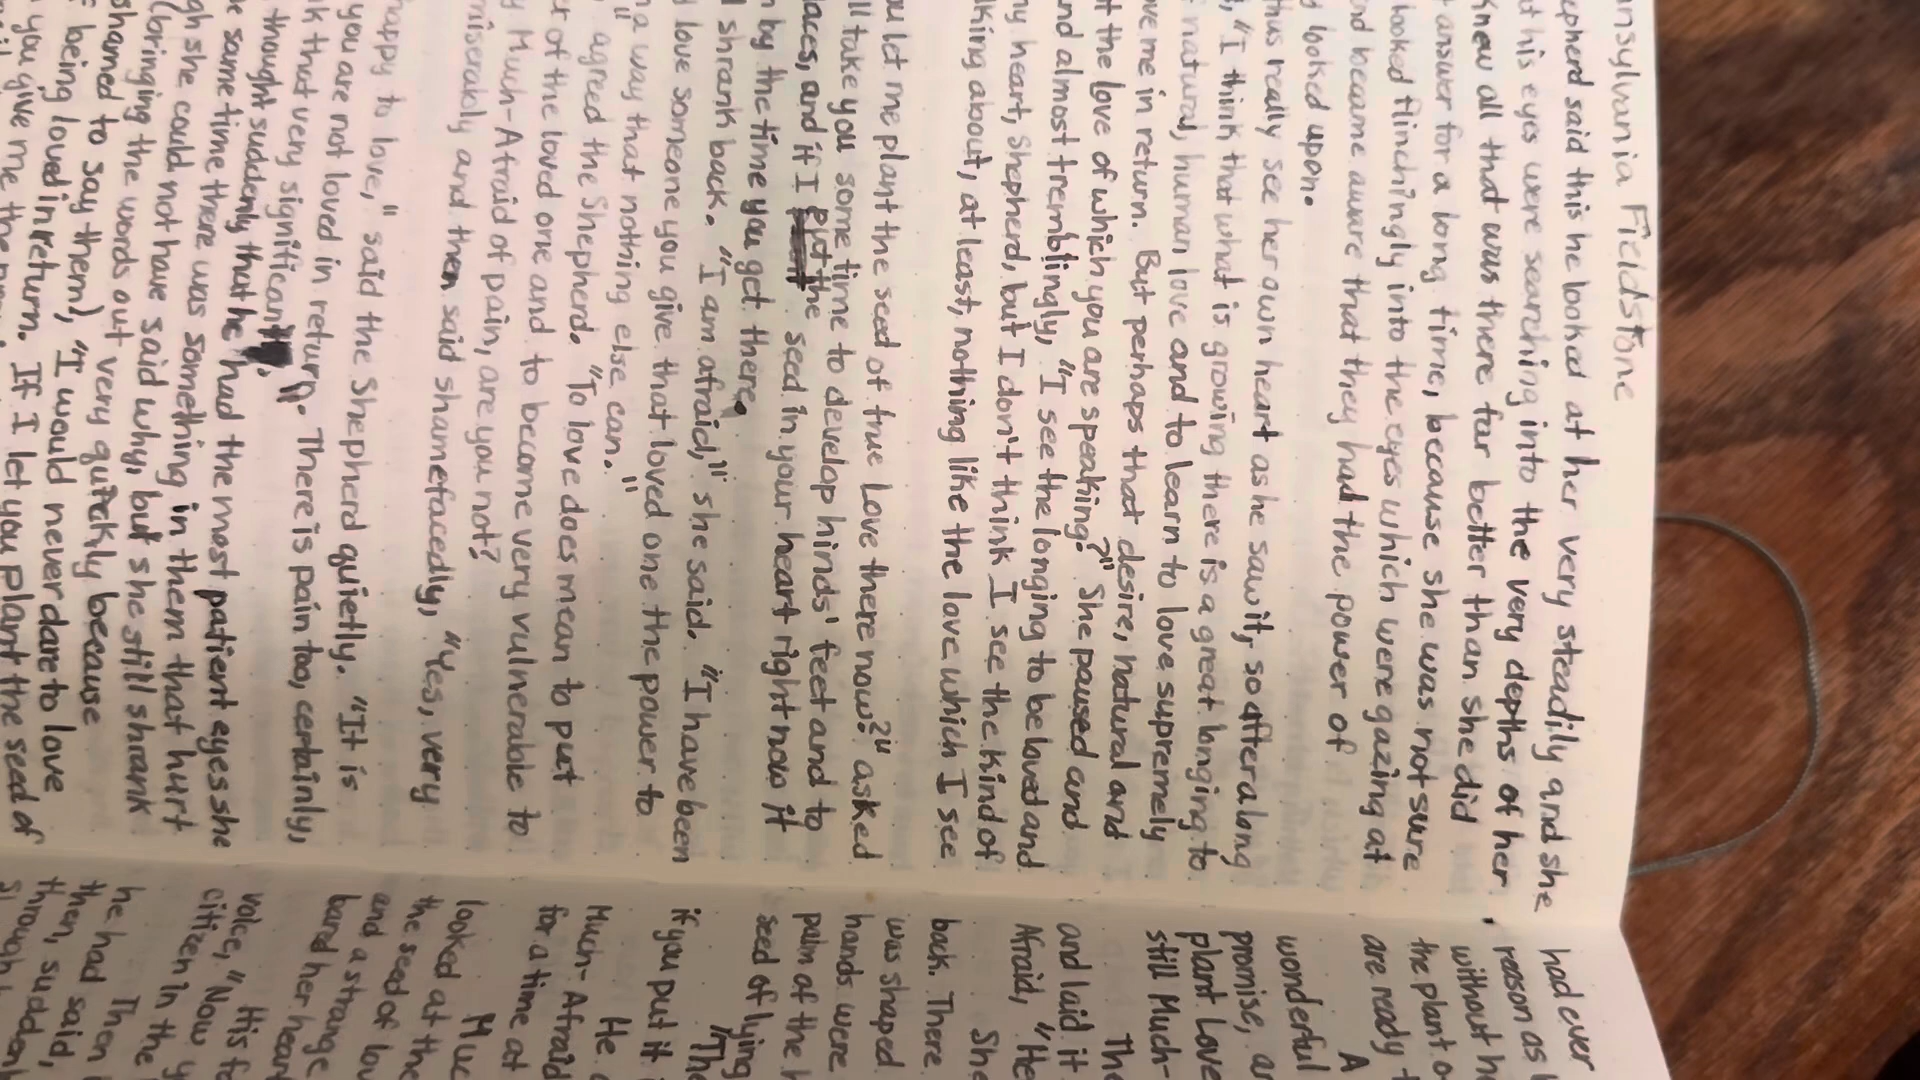 nsylvania Fieldstone
epherd said this he looked at her very steadily and she
t his eyes were searching into the very depths of her
knew all that was there far better than she did
answer for a long time, because she was not sure
looked flinchingly into the eyes which were gazing at
nd became aware that they had the power of
looked upon.
thus really see her own heart as he saw it, so after a long
, "I think that what is growing there is a great longing to
natural, human love and to learn to love supremely
ve me in return. But perhaps that desire, natural and
t the love of which you are speaking?" She paused and
nd almost tremblingly, "I see the longing to be loved and
ny heart, Shepherd, but I don't think I see the kind of
lking about, at least, nothing like the love which I see
ou let me plant the seed of true Love there now?" asked
ll take you some time to develop hinds' feet and to
laces, and if I put the seed in your heart right now it
m by the time you get there.
shrank back. "I am afraid," she said. "I have been
love someone you give that loved one the power to
a way that nothing else can."
agreed the Shepherd. "To love does mean to put
r of the loved one and to become very vulnerable to
Much-Afraid of pain, are you not?
miserably and then said shamefacedly, "Yes, very
happy to love," said the Shepherd quietly. "It is
you are not loved in return. There is pain too, certainly,
k that very significant,
thought suddenly that he had the most patient eyes she
e same time there was something in them that hurt
gh she could not have said why, but she still shrank
(bringing the words out very quickly because
shamed to say them), "I would never dare to love
f being loved in return. If I let you plant the seed of
you give me the
had ever
reason as
without h
the plant o
are ready t
A
wonderful
promise, a
plant Love
still Much-
The
and laid it
Afraid, "He
She
back. There
was shaped
hands were
palm of the h
seed of lying
"The
if you put it
He
Much-Afraid
for a time at
Muc
looked at the
the seed of lov
and a strange
band her hear
His fa
voice, "Now y
citizen in the
Then
he had said
then, sudden
through